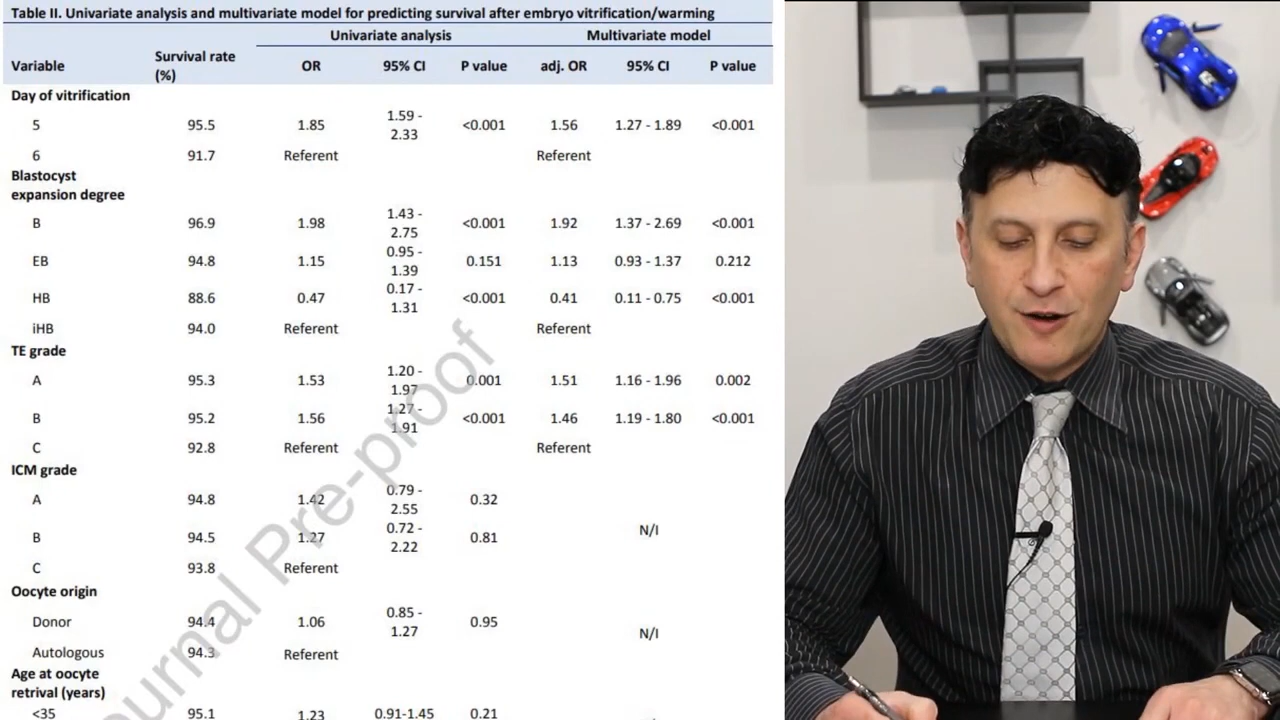 Table II. Univariate analysis and multivariate model for predicting survival after embryo vitrification/warming
Univariate analysis Multivariate model
Variable Survival rate (%) OR 95% CI P value adj. OR 95% CI P value
Day of vitrification
5 95.5 1.85 1.59 - 2.33 <0.001 1.56 1.27 - 1.89 <0.001
6 91.7 Referent Referent
Blastocyst
expansion degree
B 96.9 1.98 1.43 - 2.75 <0.001 1.92 1.37 - 2.69 <0.001
EB 94.8 1.15 0.95 - 1.39 0.151 1.13 0.93 - 1.37 0.212
HB 88.6 0.47 0.17 - 1.31 <0.001 0.41 0.11 - 0.75 <0.001
iHB 94.0 Referent Referent
TE grade
A 95.3 1.53 1.20 - 1.97 0.001 1.51 1.16 - 1.96 0.002
B 95.2 1.56 1.27 - 1.91 <0.001 1.46 1.19 - 1.80 <0.001
C 92.8 Referent Referent
ICM grade
A 94.8 1.42 0.79 - 2.55 0.32
B 94.5 1.27 0.72 - 2.22 0.81 N/I
C 93.8 Referent
Oocyte origin
Donor 94.4 1.06 0.85 - 1.27 0.95 N/I
Autologous 94.3 Referent
Age at oocyte
retrival (years)
<35 95.1 1.23 0.91-1.45 0.21
ournal Pre-proof